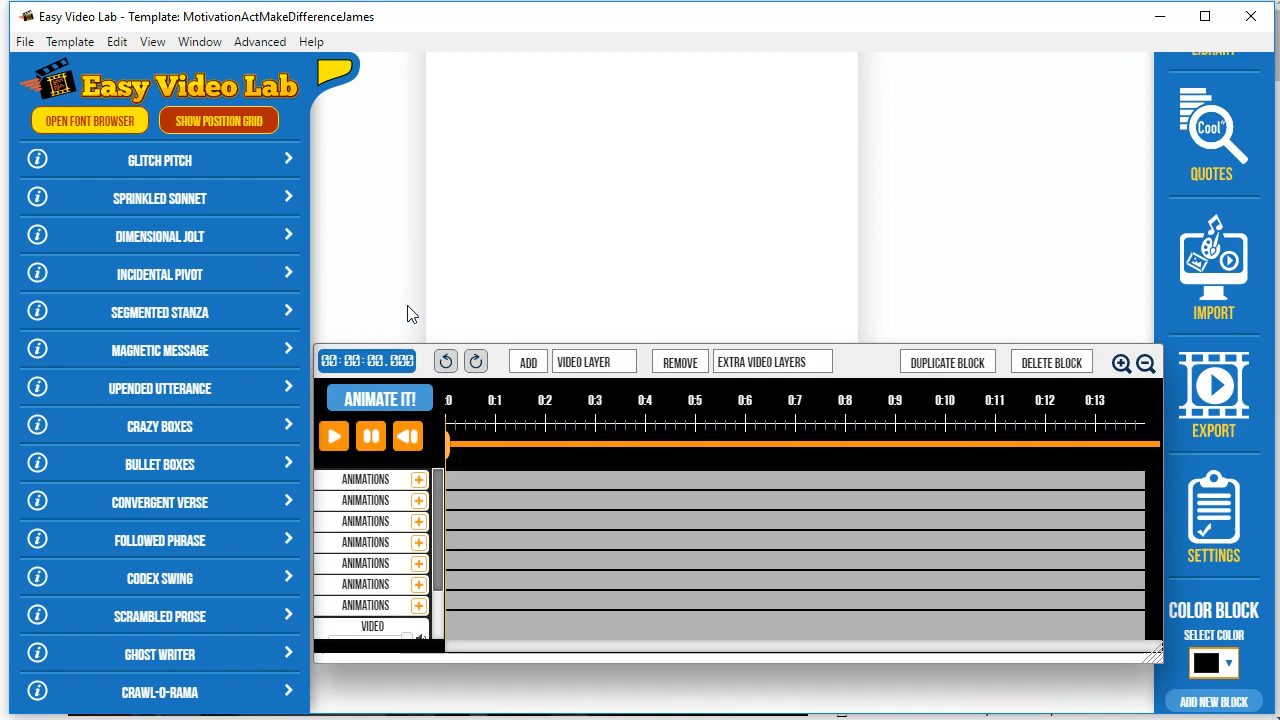 Easy Video Lab - Template: MotivationActMakeDifferenceJames
File Template Edit View Window Advanced Help
Easy Video Lab
OPEN FONT BROWSER SHOW POSITION GRID
GLITCH PITCH
SPRINKLED SONNET
DIMENSIONAL JOLT
INCIDENTAL PIVOT
SEGMENTED STANZA
MAGNETIC MESSAGE
UPENDED UTTERANCE
CRAZY BOXES
BULLET BOXES
CONVERGENT VERSE
FOLLOWED PHRASE
CODEX SWING
SCRAMBLED PROSE
GHOST WRITER
CRAWL-O-RAMA
00:00:00.000 ADD VIDEO LAYER REMOVE EXTRA VIDEO LAYERS DUPLICATE BLOCK DELETE BLOCK
ANIMATE IT!
:0 0:1 0:2 0:3 0:4 0:5 0:6 0:7 0:8 0:9 0:10 0:11 0:12 0:13
ANIMATIONS
ANIMATIONS
ANIMATIONS
ANIMATIONS
ANIMATIONS
ANIMATIONS
ANIMATIONS
VIDEO
LIBRARY
Cool"
QUOTES
IMPORT
EXPORT
SETTINGS
COLOR BLOCK
SELECT COLOR
ADD NEW BLOCK